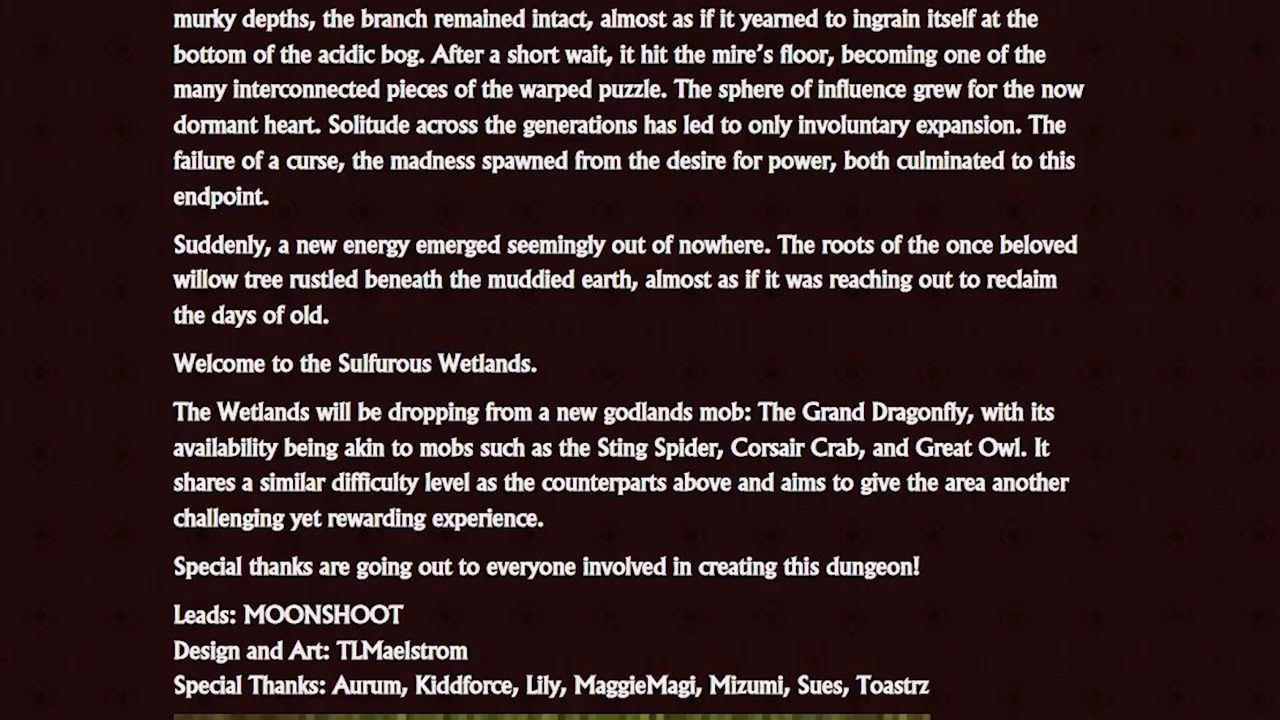 murky depths, the branch remained intact, almost as if it yearned to ingrain itself at the
bottom of the acidic bog. After a short wait, it hit the mire’s floor, becoming one of the
many interconnected pieces of the warped puzzle. The sphere of influence grew for the now
dormant heart. Solitude across the generations has led to only involuntary expansion. The
failure of a curse, the madness spawned from the desire for power, both culminated to this
endpoint.
Suddenly, a new energy emerged seemingly out of nowhere. The roots of the once beloved
willow tree rustled beneath the muddied earth, almost as if it was reaching out to reclaim
the days of old.
Welcome to the Sulfurous Wetlands.
The Wetlands will be dropping from a new godlands mob: The Grand Dragonfly, with its
availability being akin to mobs such as the Sting Spider, Corsair Crab, and Great Owl. It
shares a similar difficulty level as the counterparts above and aims to give the area another
challenging yet rewarding experience.
Special thanks are going out to everyone involved in creating this dungeon!
Leads: MOONSHOOT
Design and Art: TLMaelstrom
Special Thanks: Aurum, Kiddforce, Lily, MaggieMagi, Mizumi, Sues, Toastrz